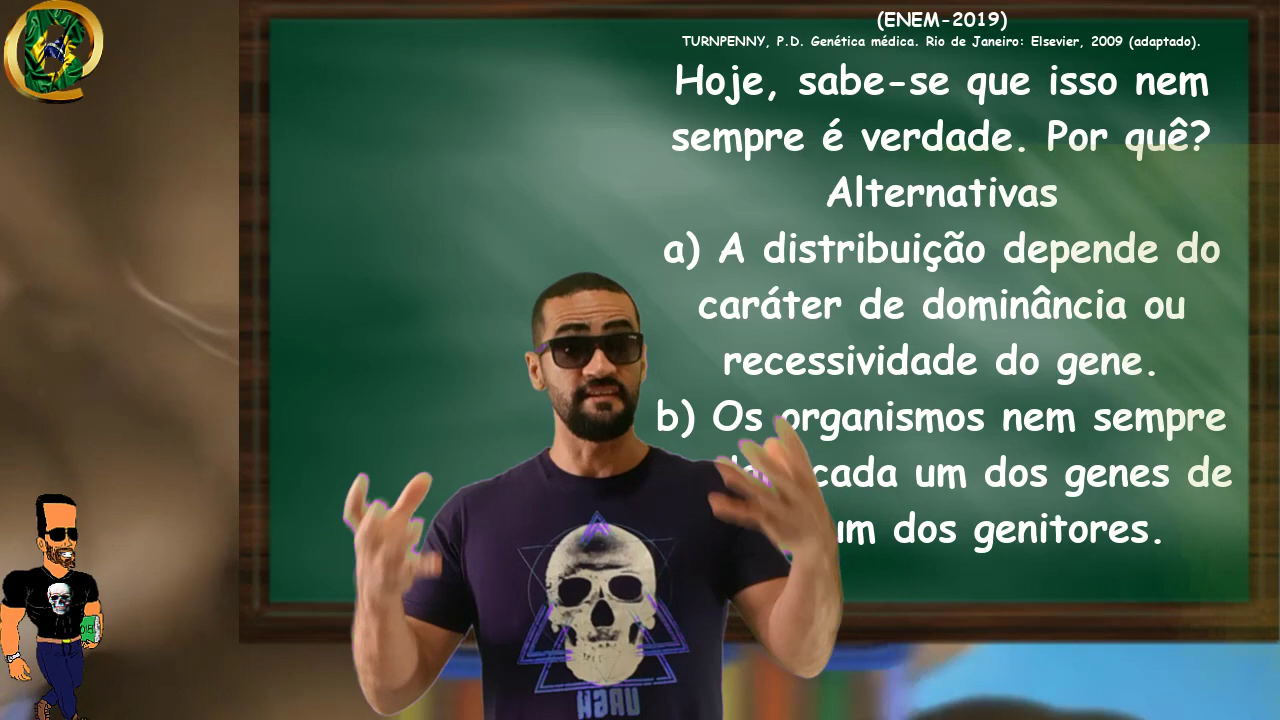 (ENEM-2019)
TURNPENNY, P.D. Genética médica. Rio de Janeiro: Elsevier, 2009 (adaptado).
Hoje, sabe-se que isso nem
sempre é verdade. Por quê?
Alternativas
a) A distribuição depende do
caráter de dominância ou
recessividade do gene.
b) Os organismos nem sempre
cada um dos genes de
um dos genitores.